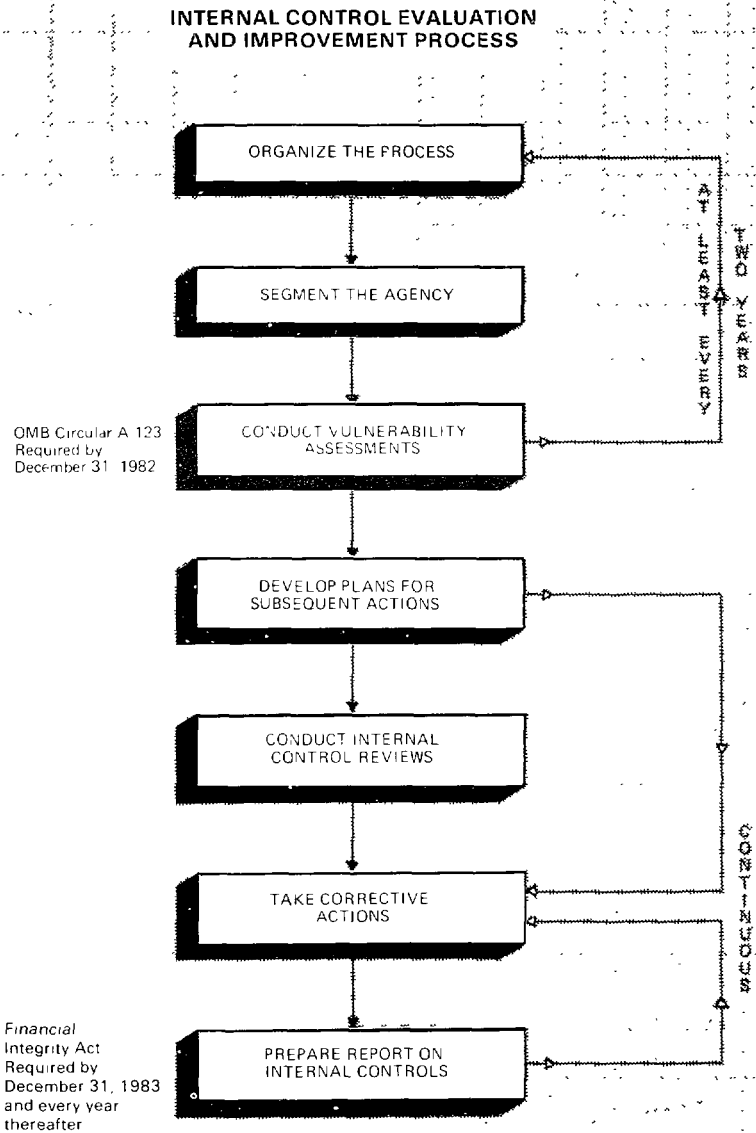 INTERNAL CONTROL EVALUATION
AND IMPROVEMENT PROCESS
ORGANIZE THE PROCESS
AT LEAST EVERY
TWO YEARS
SEGMENT THE AGENCY
OMB Circular A 123
Required by
December 31 1982
CONDUCT VULNERABILITY
ASSESSMENTS
DEVELOP PLANS FOR
SUBSEQUENT ACTIONS
CONDUCT INTERNAL
CONTROL REVIEWS
TAKE CORRECTIVE
ACTIONS
CONTINUOUS
Financial
Integrity Act
Required by
December 31, 1983
and every year
thereafter
PREPARE REPORT ON
INTERNAL CONTROLS